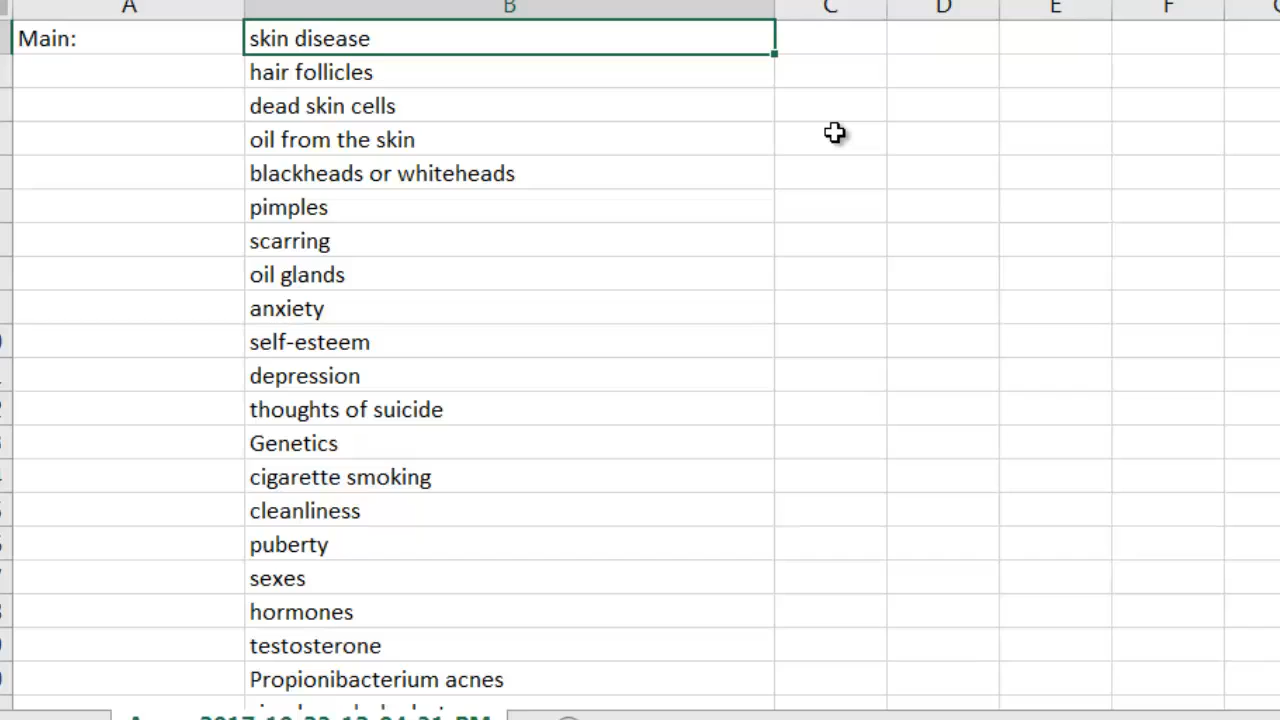 A B C D E F
Main: skin disease
hair follicles
dead skin cells
oil from the skin
blackheads or whiteheads
pimples
scarring
oil glands
anxiety
self-esteem
depression
thoughts of suicide
Genetics
cigarette smoking
cleanliness
puberty
sexes
hormones
testosterone
Propionibacterium acnes